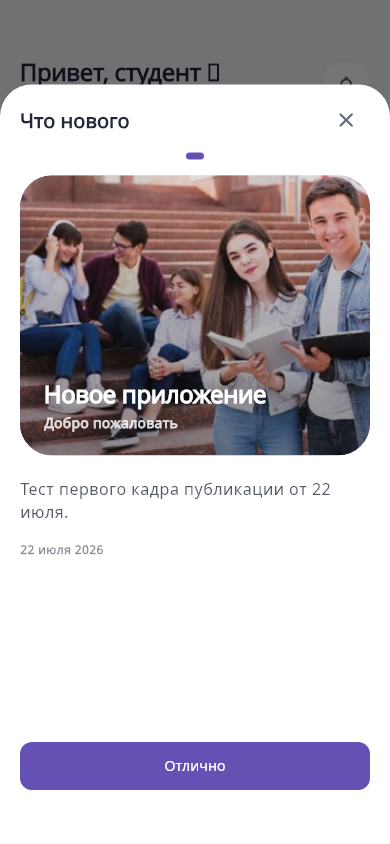 Привет, студент
Что нового
Новое приложение
Добро пожаловать
Тест первого кадра публикации от 22
июля.
22 июля 2026
Отлично